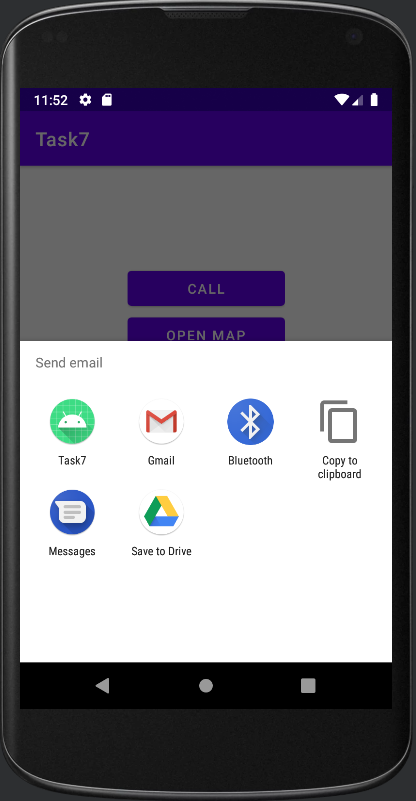 11:52
Task7
CALL
OPEN MAP
Send email
Task7
Gmail
Bluetooth
Copy to
clipboard
Messages
Save to Drive